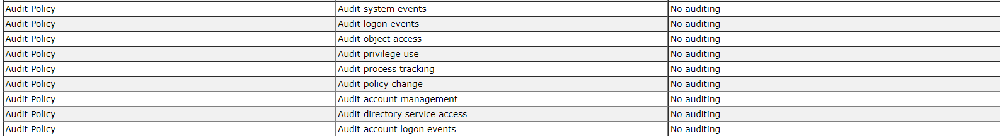 Audit Policy Audit system events No auditing
Audit Policy Audit logon events No auditing
Audit Policy Audit object access No auditing
Audit Policy Audit privilege use No auditing
Audit Policy Audit process tracking No auditing
Audit Policy Audit policy change No auditing
Audit Policy Audit account management No auditing
Audit Policy Audit directory service access No auditing
Audit Policy Audit account logon events No auditing